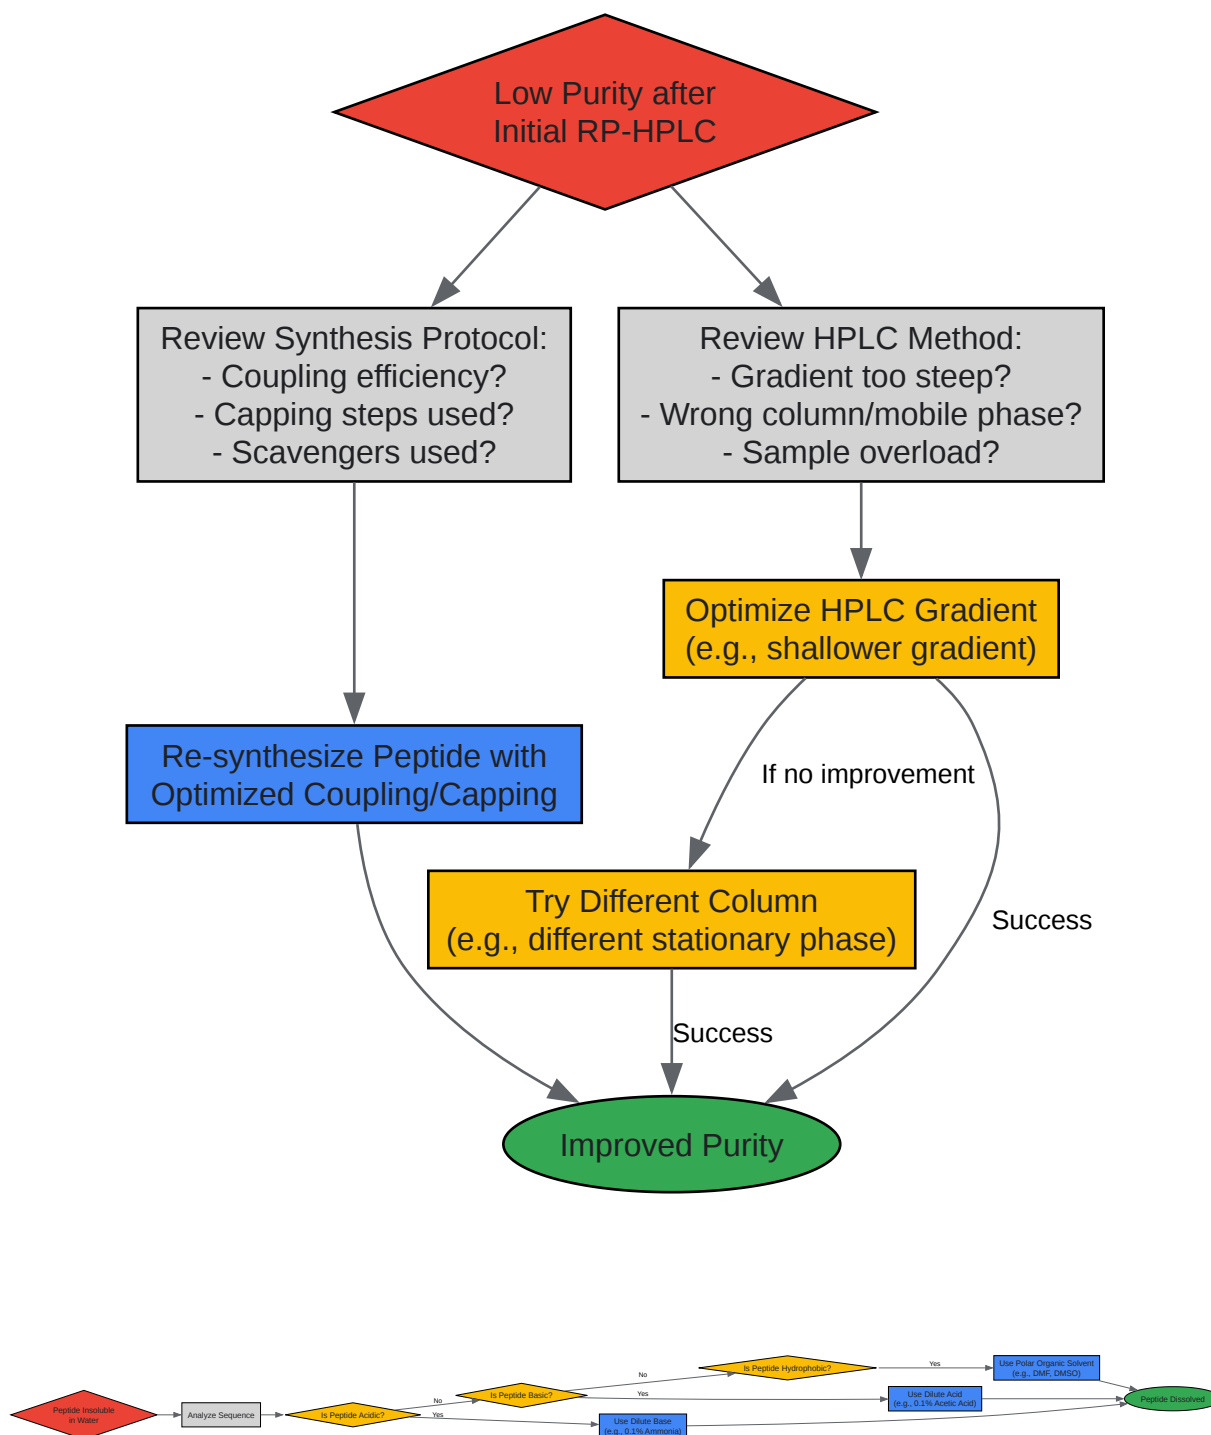 Low Purity after
Initial RP-HPLC
Review Synthesis Protocol:
- Coupling efficiency?
- Capping steps used?
- Scavengers used?
Review HPLC Method:
- Gradient too steep?
- Wrong column/mobile phase?
- Sample overload?
Optimize HPLC Gradient
(e.g., shallower gradient)
Re-synthesize Peptide with
Optimized Coupling/Capping
If no improvement
Try Different Column
(e.g., different stationary phase)
Success
Success
Improved Purity
Peptide Insoluble
in Water
Analyze Sequence
Is Peptide Acidic?
No
Yes
Is Peptide Basic?
No
Yes
Is Peptide Hydrophobic?
Yes
Use Polar Organic Solvent
(e.g., DMF, DMSO)
Use Dilute Acid
(e.g., 0.1% Acetic Acid)
Use Dilute Base
(e.g., 0.1% Ammonia)
Peptide Dissolved